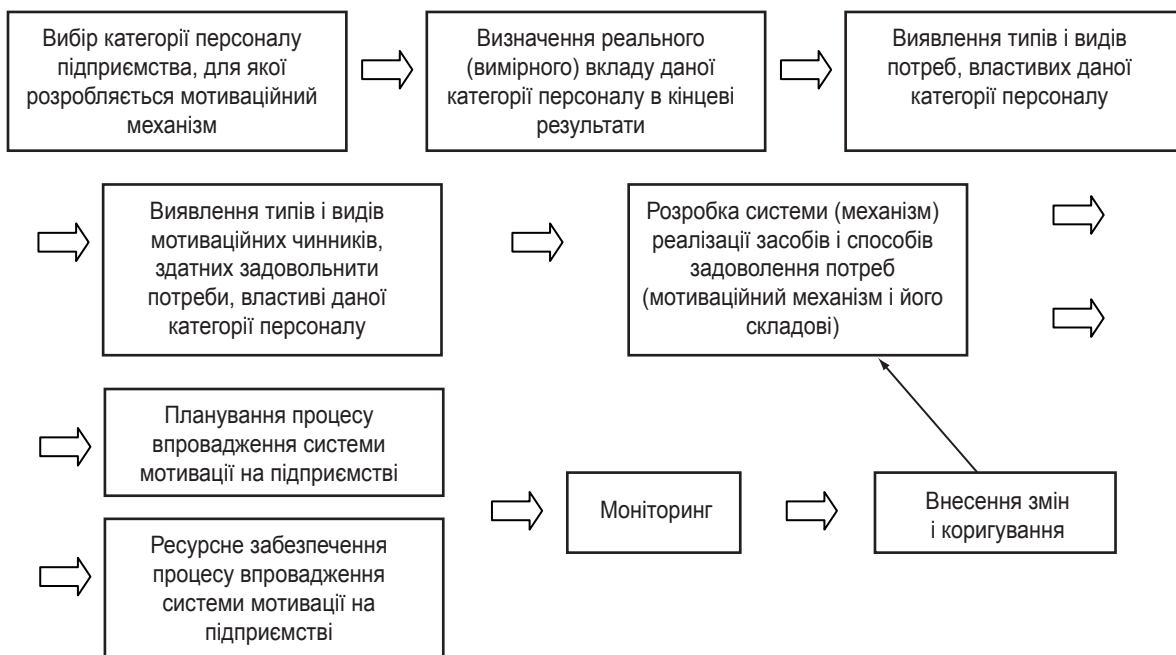 Вибір категорії персоналу
підприємства, для якої
розробляється мотиваційний
механізм
Визначення реального
(вимірного) вкладу даної
категорії персоналу в кінцеві
результати
Виявлення типів і видів
потреб, властивих даної
категорії персоналу
Виявлення типів і видів
мотиваційних чинників,
здатних задовольнити
потреби, властиві даної
категорії персоналу
Розробка системи (механізм)
реалізації засобів і способів
задоволення потреб
(мотиваційний механізм і його
складові)
Планування процесу
впровадження системи
мотивації на підприємстві
Ресурсне забезпечення
процесу впровадження
системи мотивації на
підприємстві
Моніторинг
Внесення змін
і коригування